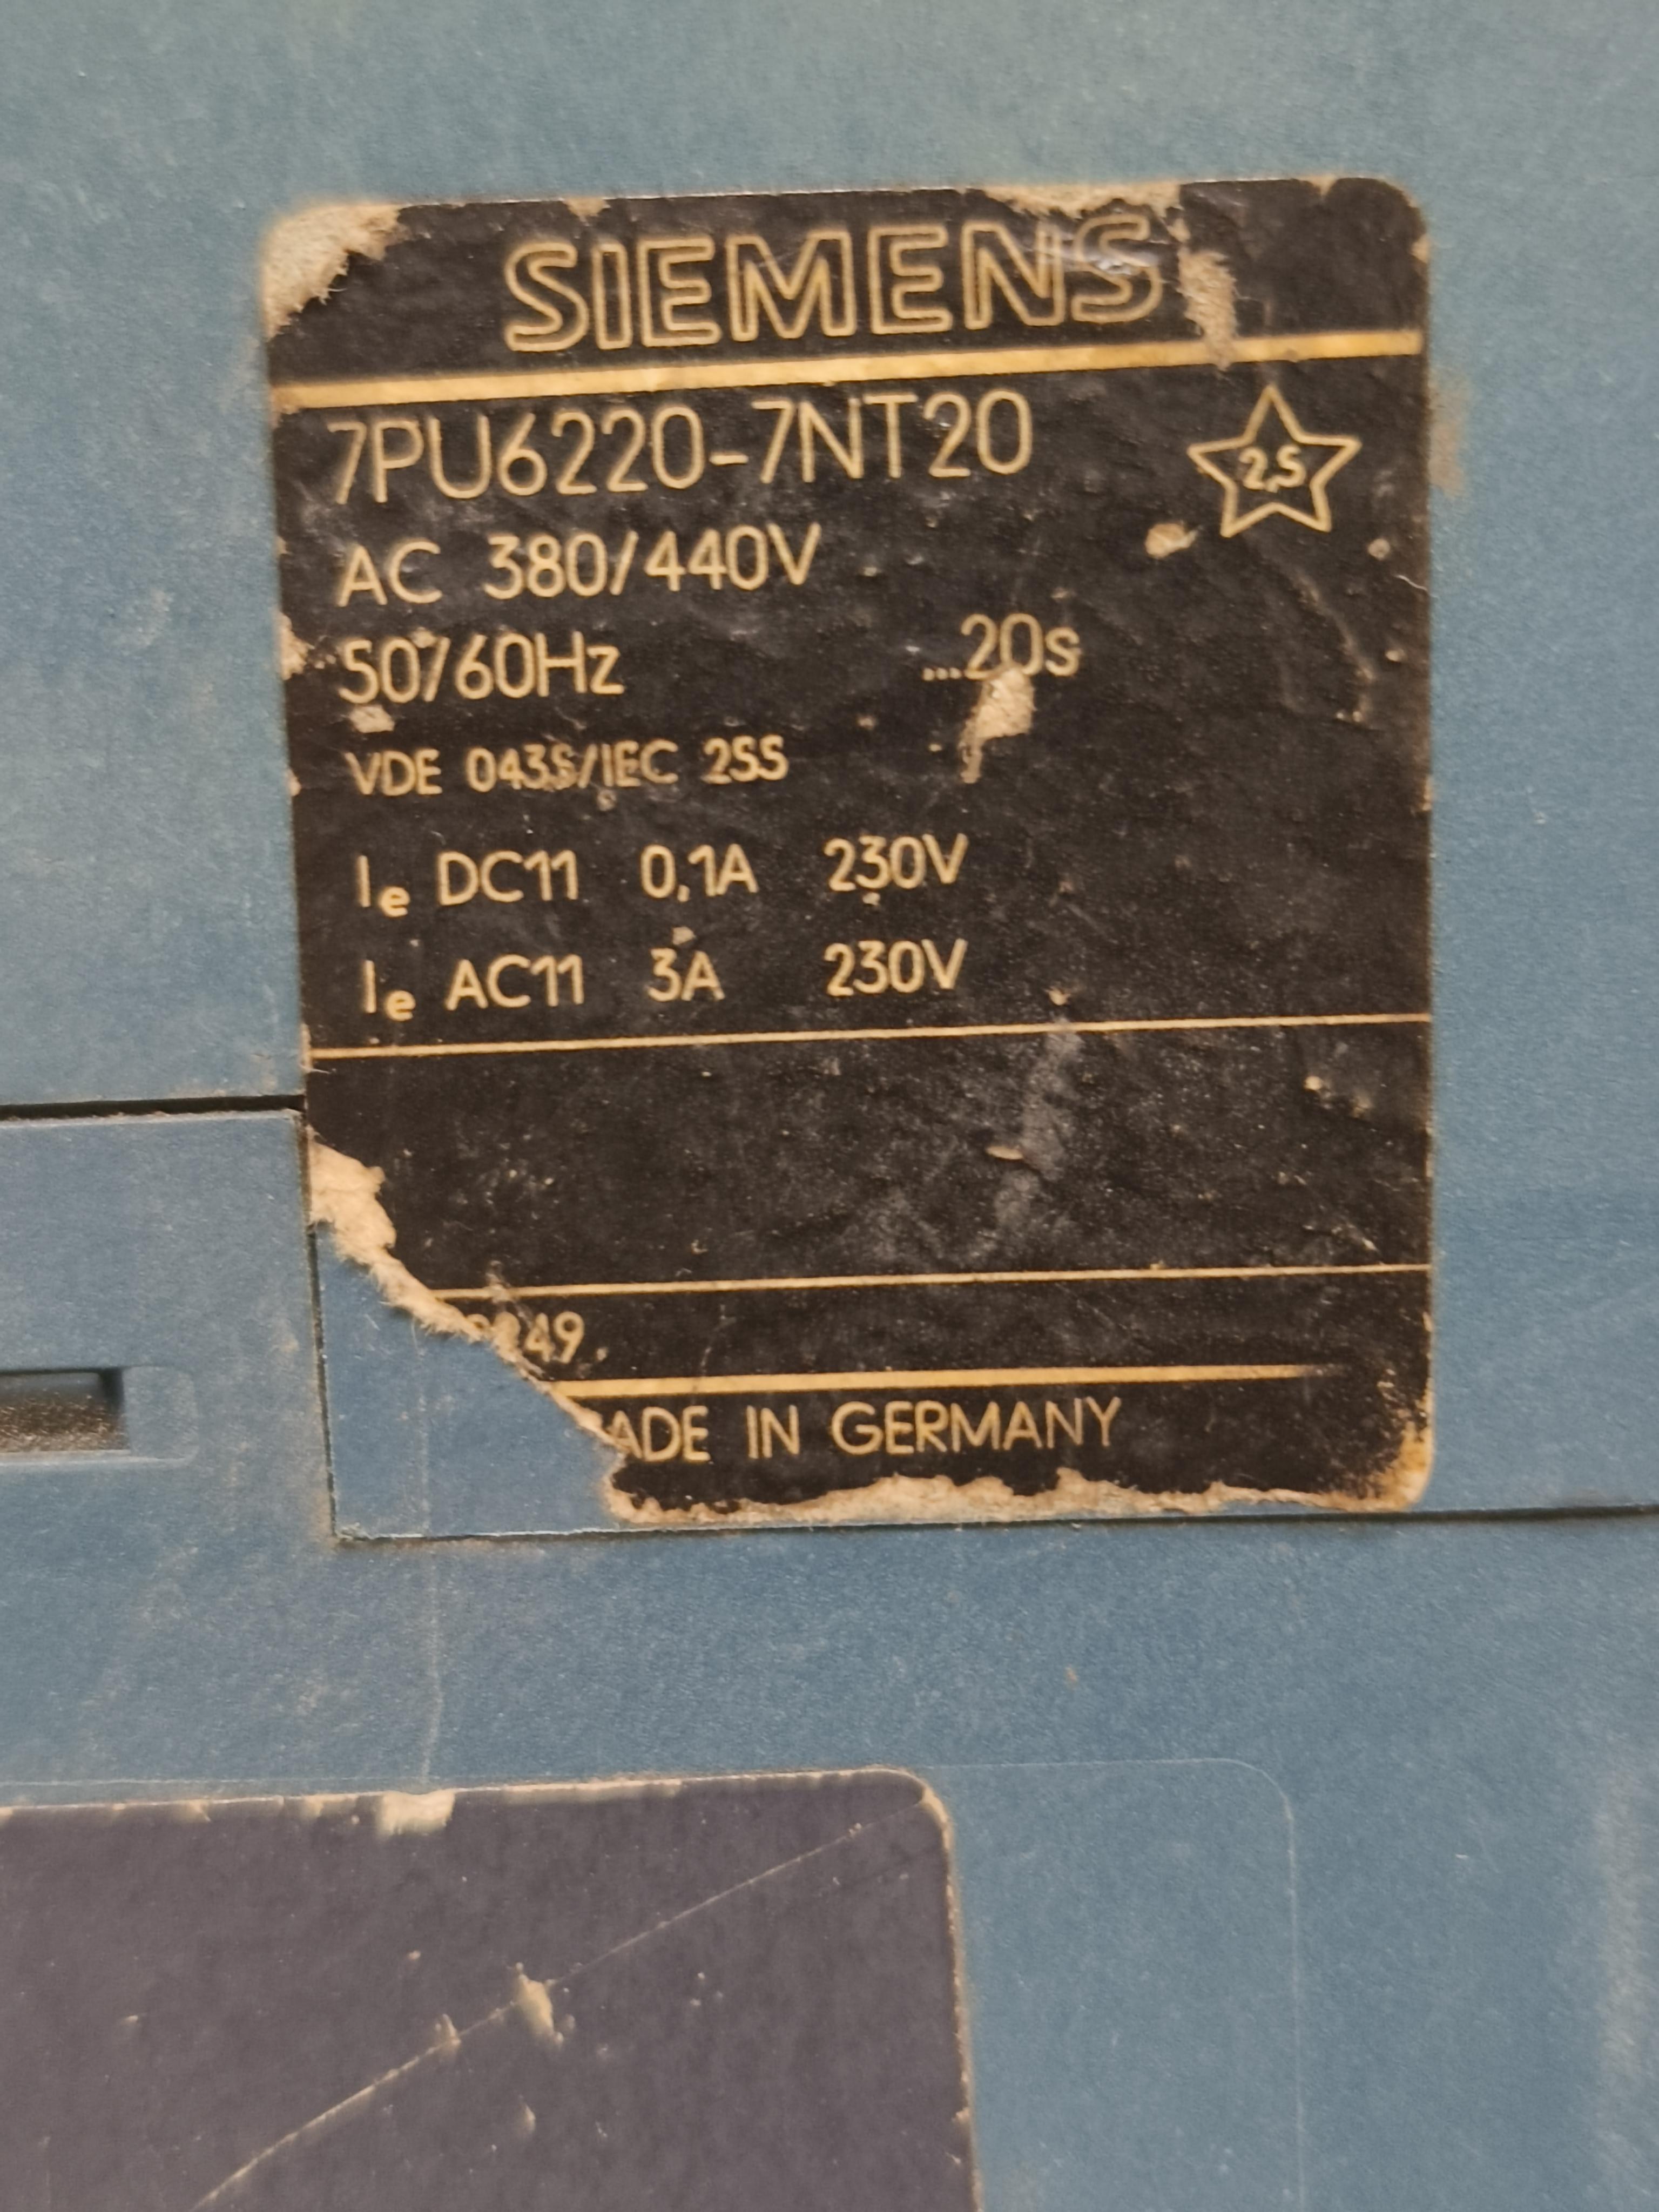 SIEMENS
7PU6220-7NT20
2,5
AC 380/440V
50/60Hz ...20s
VDE 0435/IEC 255
Ie DC11 0,1A 230V
Ie AC11 3A 230V
IN GERMANY